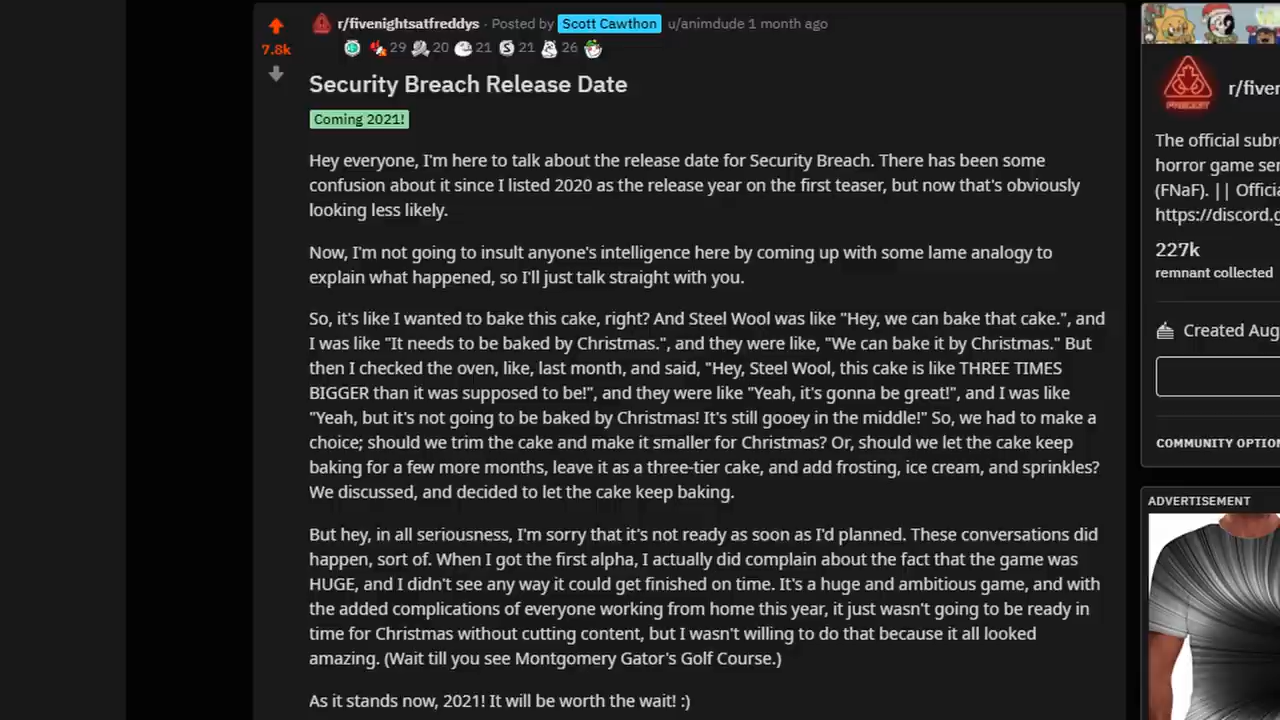 r/fivenightsatfreddys · Posted by Scott Cawthon u/animdude 1 month ago
7.8k
29 20 21 21 26
Security Breach Release Date
Coming 2021!
Hey everyone, I'm here to talk about the release date for Security Breach. There has been some
confusion about it since I listed 2020 as the release year on the first teaser, but now that's obviously
looking less likely.
Now, I'm not going to insult anyone's intelligence here by coming up with some lame analogy to
explain what happened, so I'll just talk straight with you.
So, it's like I wanted to bake this cake, right? And Steel Wool was like "Hey, we can bake that cake.", and
I was like "It needs to be baked by Christmas.", and they were like, "We can bake it by Christmas." But
then I checked the oven, like, last month, and said, "Hey, Steel Wool, this cake is like THREE TIMES
BIGGER than it was supposed to be!", and they were like "Yeah, it's gonna be great!", and I was like
"Yeah, but it's not going to be baked by Christmas! It's still gooey in the middle!" So, we had to make a
choice; should we trim the cake and make it smaller for Christmas? Or, should we let the cake keep
baking for a few more months, leave it as a three-tier cake, and add frosting, ice cream, and sprinkles?
We discussed, and decided to let the cake keep baking.
But hey, in all seriousness, I'm sorry that it's not ready as soon as I'd planned. These conversations did
happen, sort of. When I got the first alpha, I actually did complain about the fact that the game was
HUGE, and I didn't see any way it could get finished on time. It's a huge and ambitious game, and with
the added complications of everyone working from home this year, it just wasn't going to be ready in
time for Christmas without cutting content, but I wasn't willing to do that because it all looked
amazing. (Wait till you see Montgomery Gator's Golf Course.)
As it stands now, 2021! It will be worth the wait! :)
r/fiver
The official subr
horror game ser
(FNaF). || Offici
https://discord.g
227k
remnant collected
Created Aug
COMMUNITY OPTION
ADVERTISEMENT